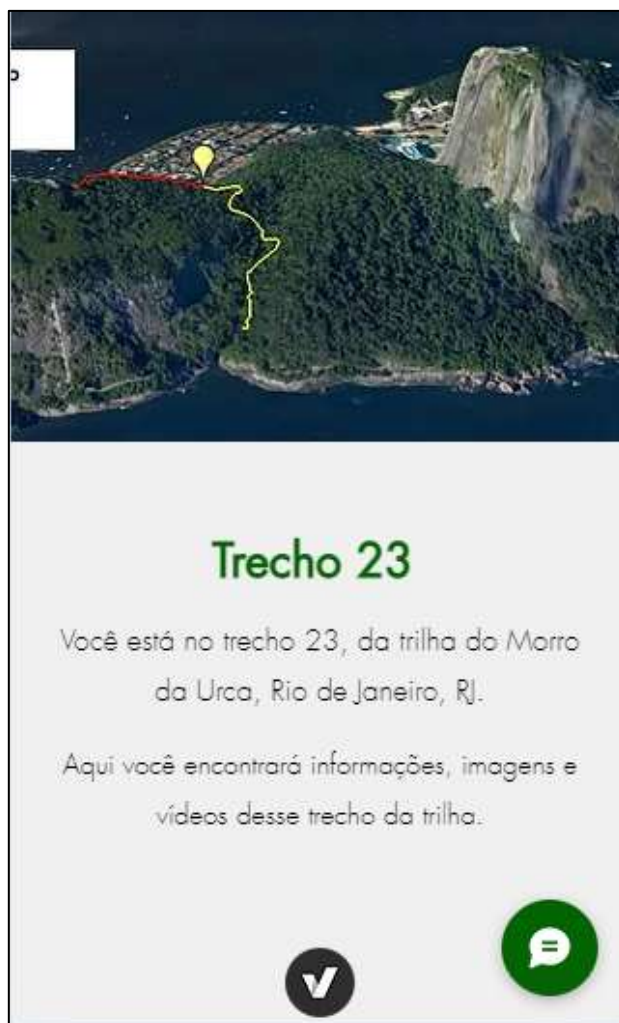 Trecho 23
Você está no trecho 23, da trilha do Morro
da Urca, Rio de Janeiro, RJ.
Aqui você encontrará informações, imagens e
vídeos desse trecho da trilha.